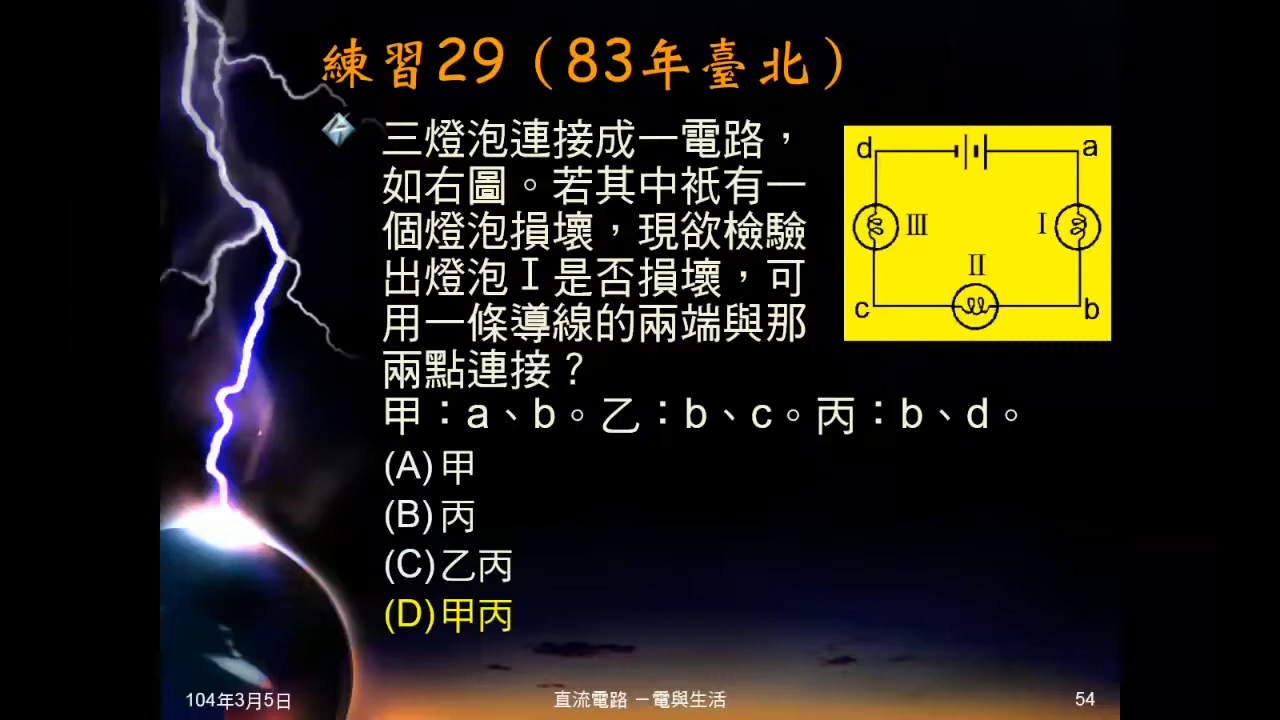 練習29（83年臺北）
三燈泡連接成一電路，
如右圖。若其中祇有一
個燈泡損壞，現欲檢驗
出燈泡Ⅰ是否損壞，可
用一條導線的兩端與那
兩點連接？
甲：a、b。乙：b、c。丙：b、d。
(A)甲
(B)丙
(C)乙丙
(D)甲丙
d
a
Ⅲ
Ⅰ
Ⅱ
c
b
104年3月5日
直流電路 －電與生活
54